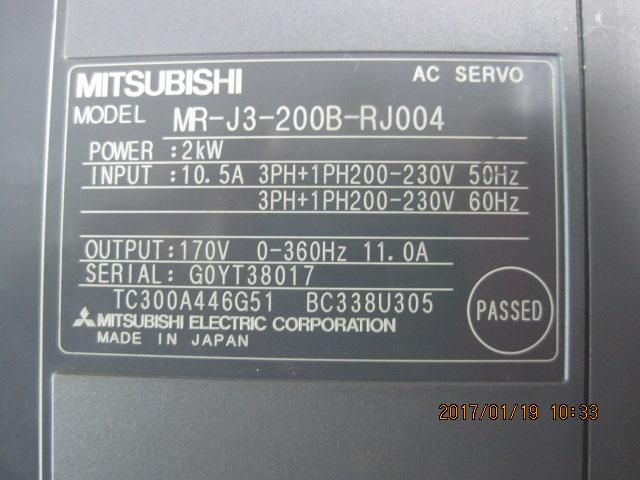 MITSUBISHI AC SERVO
MODEL MR-J3-200B-RJ004
POWER :2kW
INPUT :10.5A 3PH+1PH200-230V 50Hz
3PH+1PH200-230V 60Hz
OUTPUT:170V 0-360Hz 11.0A
SERIAL: G0YT38017
TC300A446G51 BC338U305
PASSED
MITSUBISHI ELECTRIC CORPORATION
MADE IN JAPAN
2017/01/19 10:33